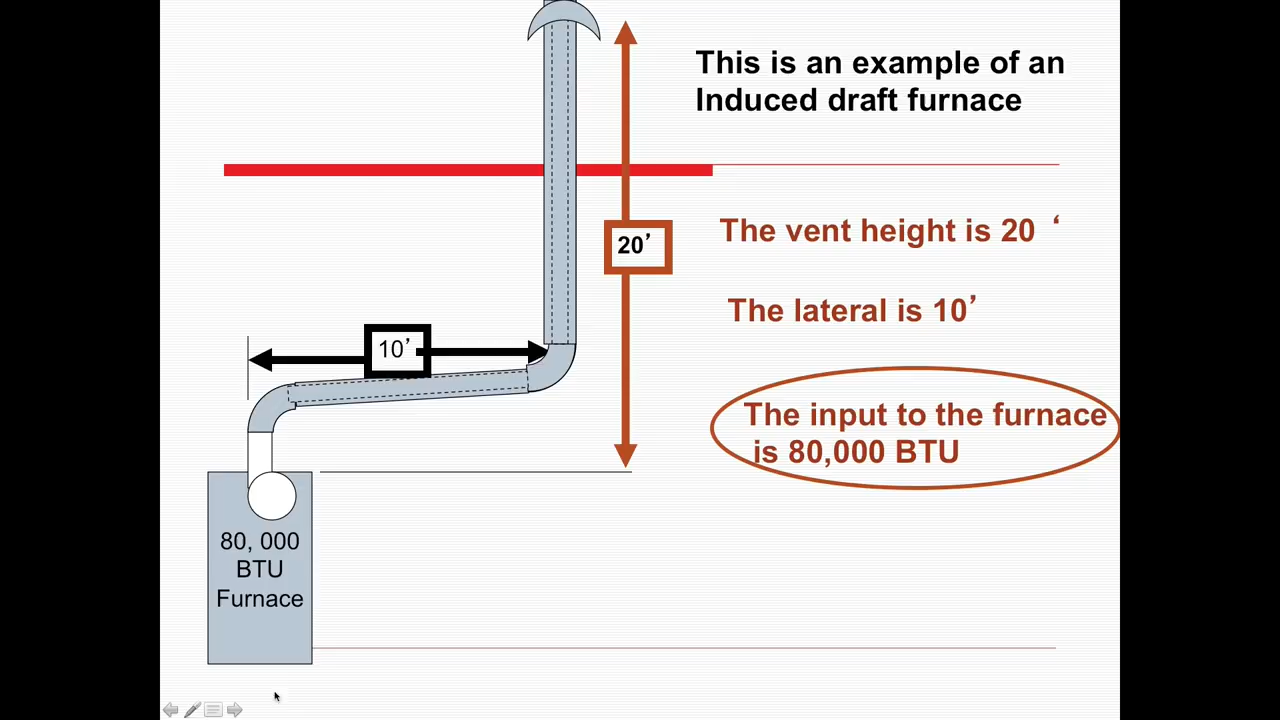 This is an example of an
Induced draft furnace
The vent height is 20 ‘
20’
The lateral is 10’
10’
The input to the furnace
is 80,000 BTU
80, 000
BTU
Furnace